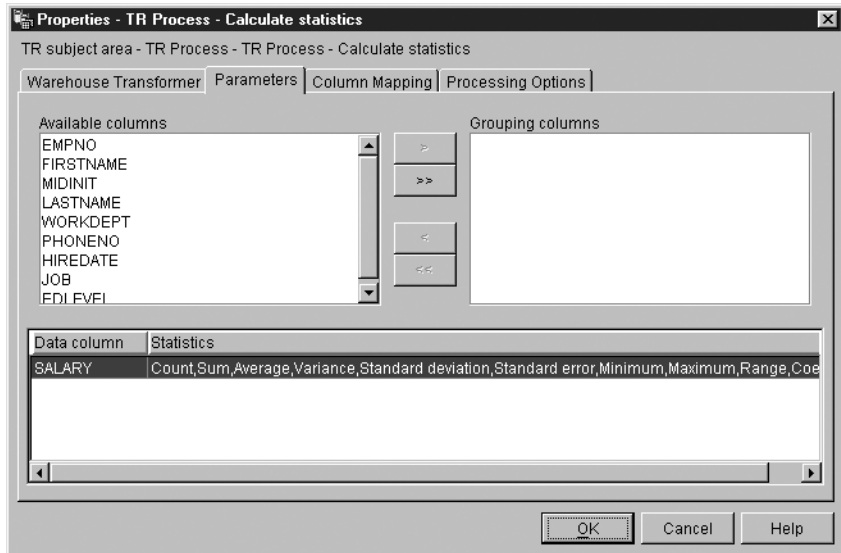 Properties - TR Process - Calculate statistics
TR subject area - TR Process - TR Process - Calculate statistics
Warehouse Transformer Parameters Column Mapping Processing Options
Available columns Grouping columns
EMPNO
FIRSTNAME
MIDINIT
LASTNAME
WORKDEPT
PHONENO
HIREDATE
JOB
EDLEVEL
>
>>
<
<<
Data column Statistics
SALARY Count,Sum,Average,Variance,Standard deviation,Standard error,Minimum,Maximum,Range,Coe
OK Cancel Help